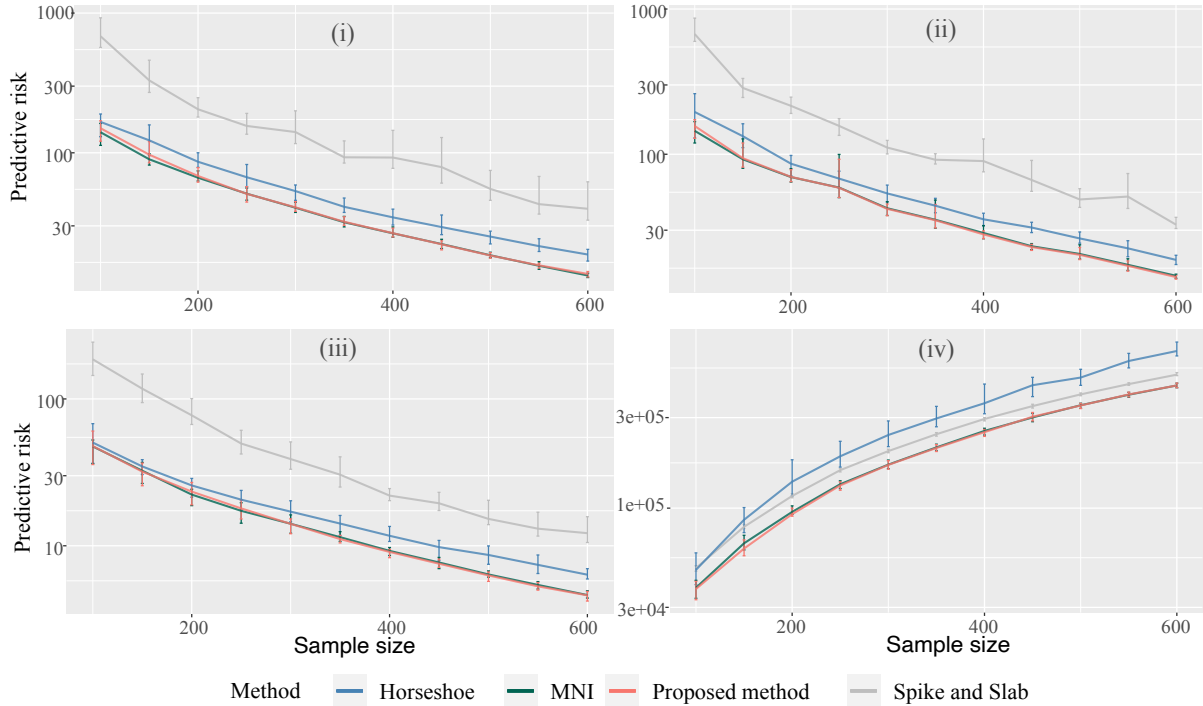 (i)
1000
300
100
30
200
400
600
Predictive risk
(ii)
1000
300
100
30
200
400
600
(iii)
100
30
10
200
400
600
Predictive risk
Sample size
(iv)
3e+05
1e+05
3e+04
200
400
600
Sample size
Method Horseshoe MNI Proposed method Spike and Slab